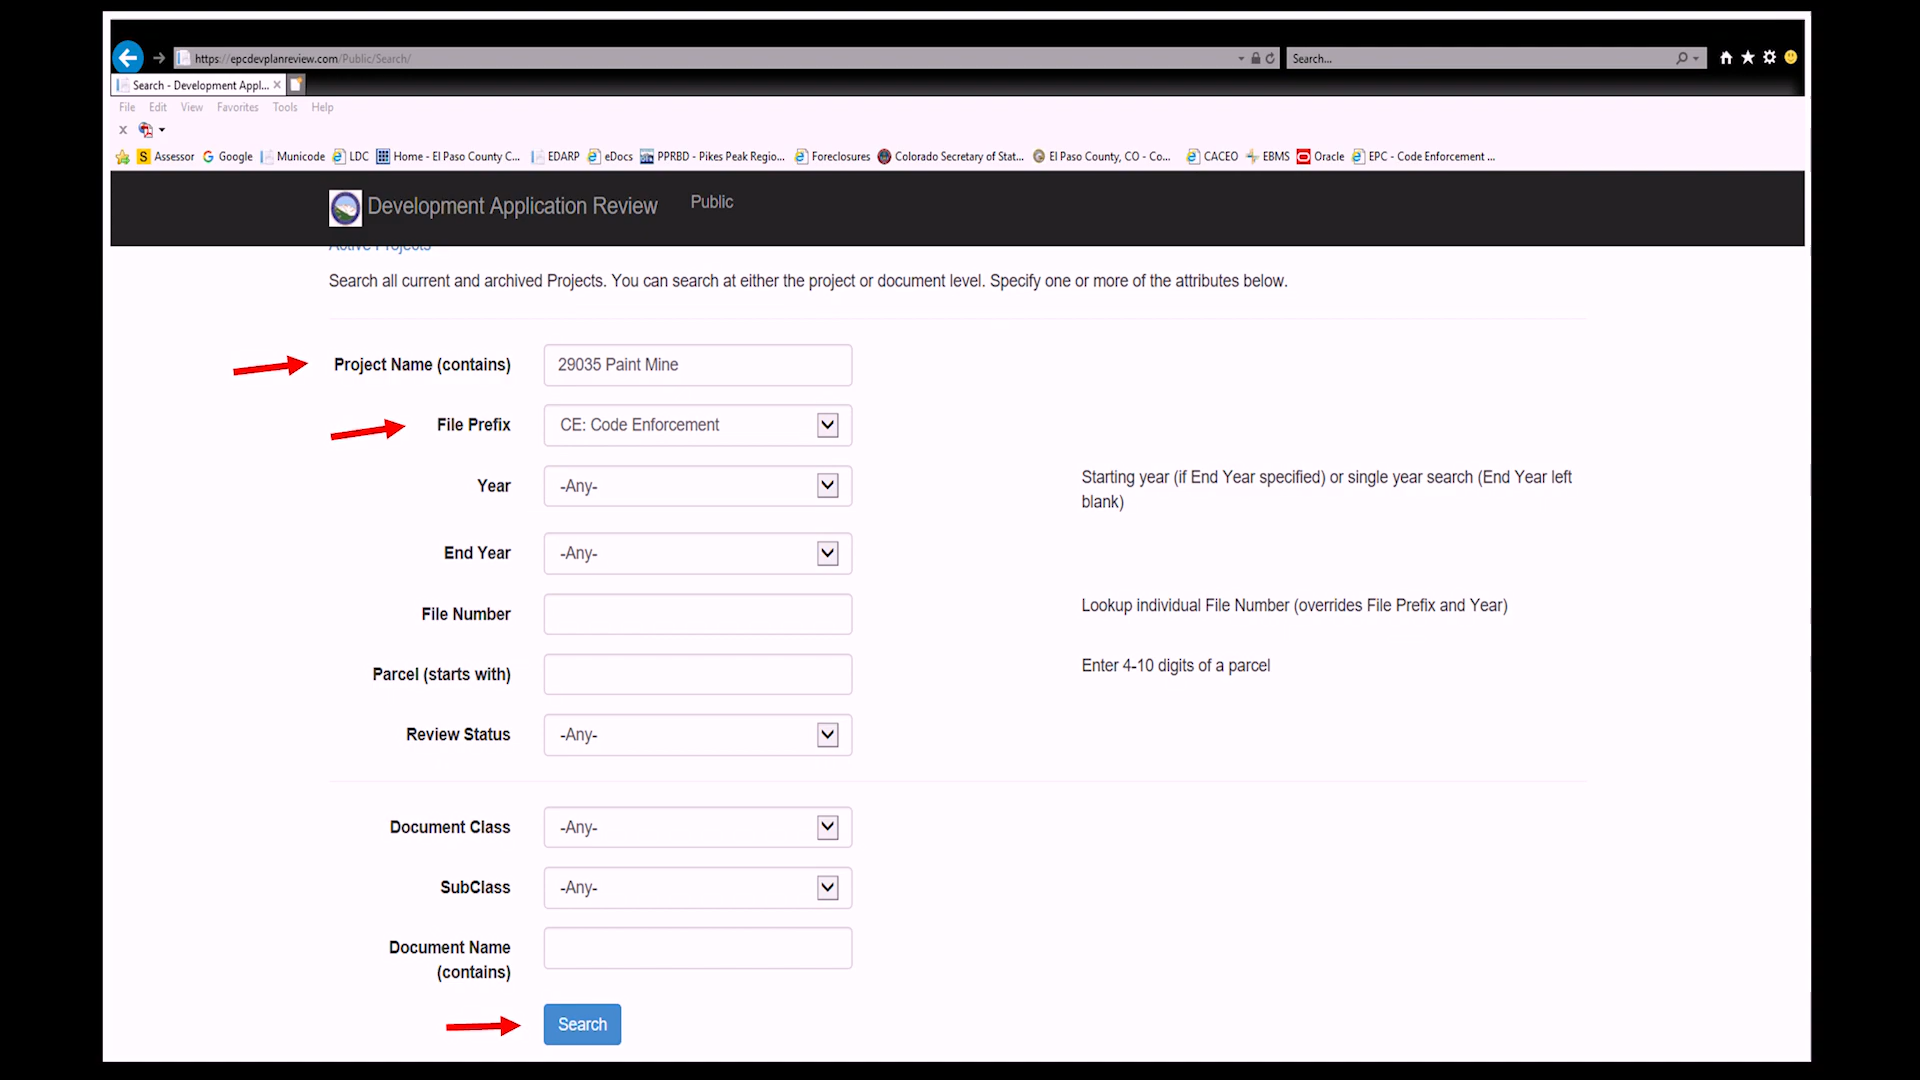 https://epcdevplanreview.com/Public/Search/
Search...
Search - Development Appl...
File Edit View Favorites Tools Help
x
Assessor Google Municode LDC Home - El Paso County C... EDARP eDocs PPRBD - Pikes Peak Regio... Foreclosures Colorado Secretary of Stat... El Paso County, CO - Co... CACEO EBMS Oracle EPC - Code Enforcement ...
Development Application Review Public
Active Projects
Search all current and archived Projects. You can search at either the project or document level. Specify one or more of the attributes below.
Project Name (contains) 29035 Paint Mine
File Prefix CE: Code Enforcement
Year -Any- Starting year (if End Year specified) or single year search (End Year left
blank)
End Year -Any-
File Number Lookup individual File Number (overrides File Prefix and Year)
Parcel (starts with) Enter 4-10 digits of a parcel
Review Status -Any-
Document Class -Any-
SubClass -Any-
Document Name
(contains)
Search